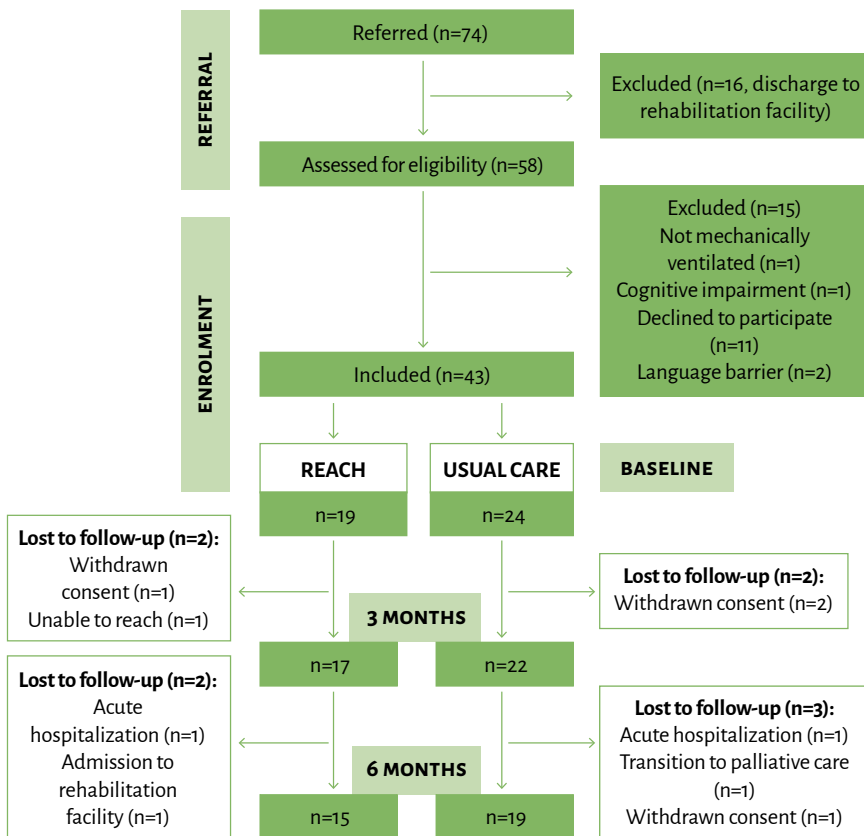 REFERRAL
Referred (n=74)
Excluded (n=16, discharge to
rehabilitation facility)
Assessed for eligibility (n=58)
ENROLMENT
Excluded (n=15)
Not mechanically
ventilated (n=1)
Cognitive impairment (n=1)
Declined to participate
(n=11)
Language barrier (n=2)
Included (n=43)
REACH
USUAL CARE
BASELINE
n=19
n=24
Lost to follow-up (n=2):
Withdrawn
consent (n=1)
Unable to reach (n=1)
Lost to follow-up (n=2):
Withdrawn consent (n=2)
3 MONTHS
n=17
n=22
Lost to follow-up (n=2):
Acute
hospitalization (n=1)
Admission to
rehabilitation
facility (n=1)
Lost to follow-up (n=3):
Acute hospitalization (n=1)
Transition to palliative care
(n=1)
Withdrawn consent (n=1)
6 MONTHS
n=15
n=19